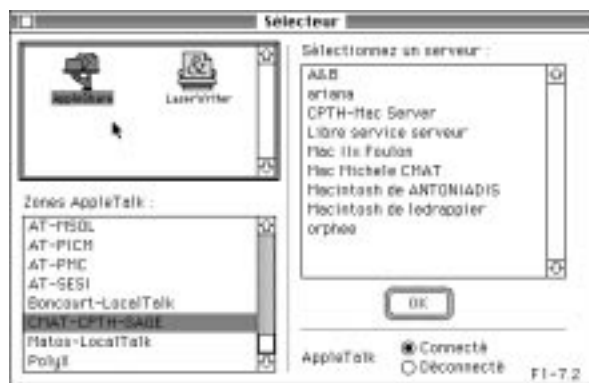 Sélecteur
AppleShare
LaserWriter
Zones AppleTalk :
AT-MSOL
AT-PICM
AT-PMC
AT-SESI
Boncourt-LocalTalk
CMAT-CPTH-SAGE
Matos-LocalTalk
Sélectionnez un serveur :
A&B
artana
CPTH-Mac Server
Libre service serveur
Mac IIx Foulon
Mac Michele CMAT
Macintosh de ANTONIADIS
Macintosh de ledrappier
orphee
OK
AppleTalk
Connecté
Déconnecté
F1-7.2